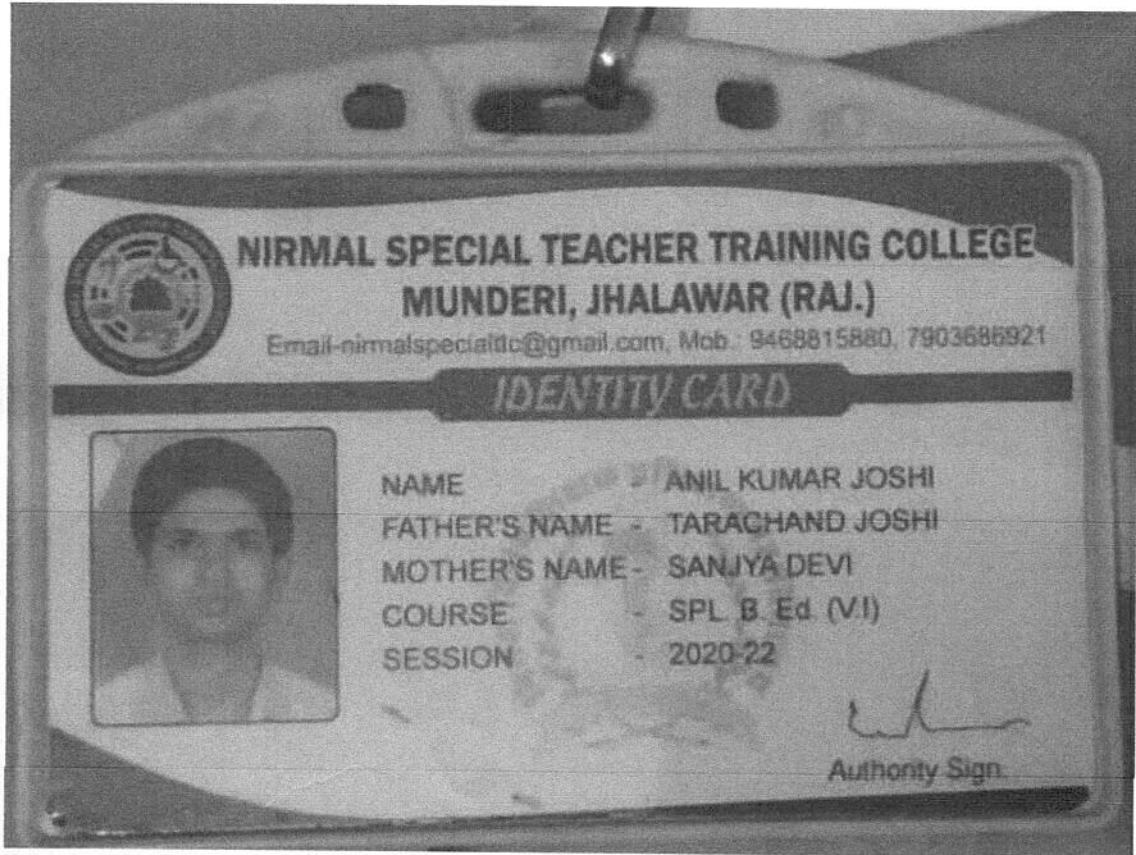 NIRMAL SPECIAL TEACHER TRAINING COLLEGE
MUNDERI, JHALAWAR (RAJ.)
Email-nirmalspecialttc@gmail.com, Mob.: 9468815880, 7903686921
IDENTITY CARD
NAME - ANIL KUMAR JOSHI
FATHER'S NAME - TARACHAND JOSHI
MOTHER'S NAME - SANJYA DEVI
COURSE - SPL. B. Ed. (V.I)
SESSION - 2020-22
Authority Sign.